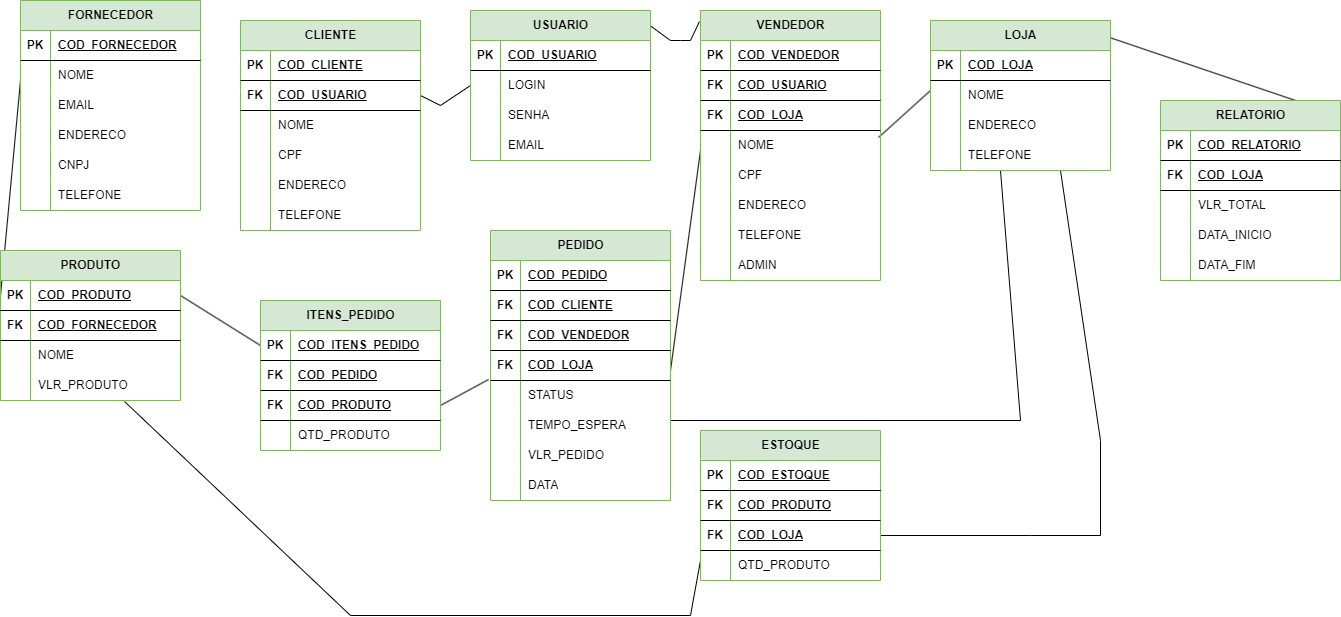 FORNECEDOR
PK COD_FORNECEDOR
NOME
EMAIL
ENDERECO
CNPJ
TELEFONE
CLIENTE
PK COD_CLIENTE
FK COD_USUARIO
NOME
CPF
ENDERECO
TELEFONE
USUARIO
PK COD_USUARIO
LOGIN
SENHA
EMAIL
VENDEDOR
PK COD_VENDEDOR
FK COD_USUARIO
FK COD_LOJA
NOME
CPF
ENDERECO
TELEFONE
ADMIN
LOJA
PK COD_LOJA
NOME
ENDERECO
TELEFONE
RELATORIO
PK COD_RELATORIO
FK COD_LOJA
VLR_TOTAL
DATA_INICIO
DATA_FIM
PRODUTO
PK COD_PRODUTO
FK COD_FORNECEDOR
NOME
VLR_PRODUTO
ITENS_PEDIDO
PK COD_ITENS_PEDIDO
FK COD_PEDIDO
FK COD_PRODUTO
QTD_PRODUTO
PEDIDO
PK COD_PEDIDO
FK COD_CLIENTE
FK COD_VENDEDOR
FK COD_LOJA
STATUS
TEMPO_ESPERA
VLR_PEDIDO
DATA
ESTOQUE
PK COD_ESTOQUE
FK COD_PRODUTO
FK COD_LOJA
QTD_PRODUTO